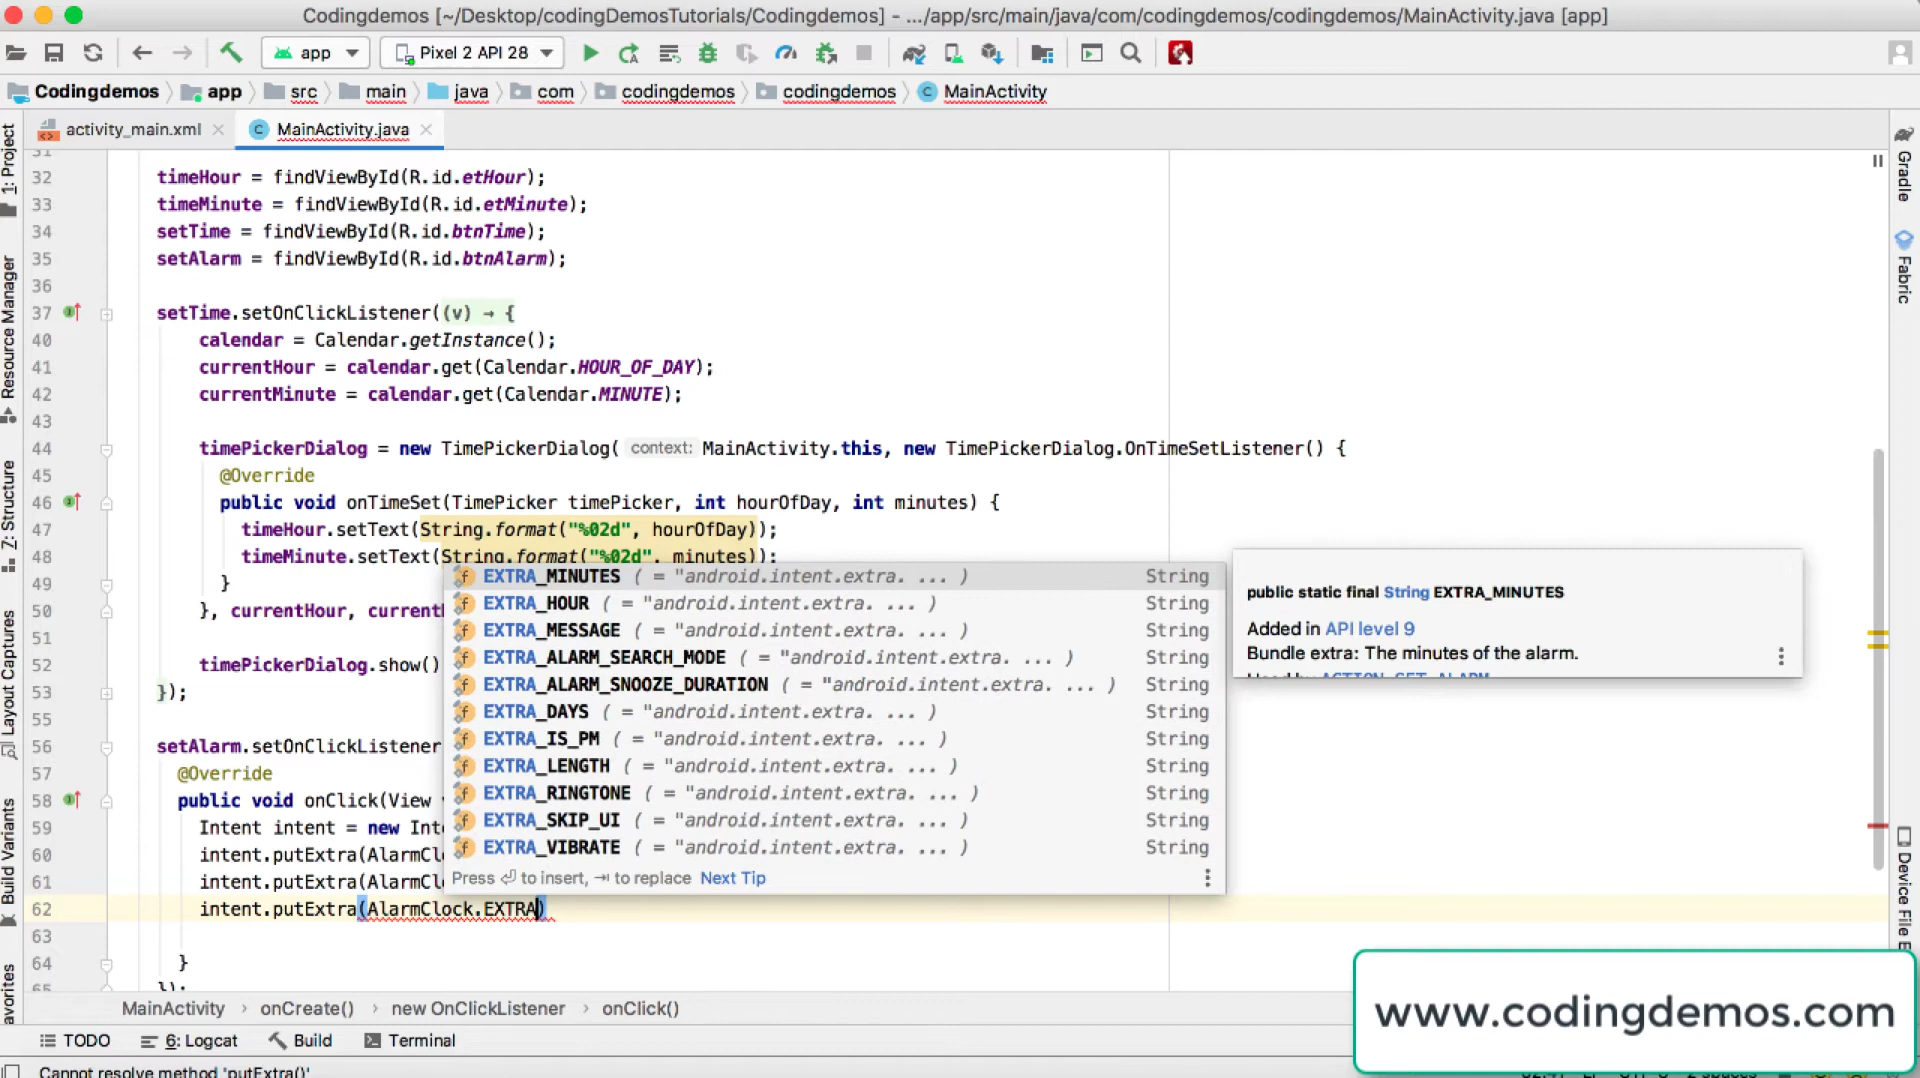 Codingdemos [~/Desktop/codingDemosTutorials/Codingdemos] - .../app/src/main/java/com/codingdemos/codingdemos/MainActivity.java [app]
app
Pixel 2 API 28
Codingdemos
app
src
main
java
com
codingdemos
codingdemos
MainActivity
activity_main.xml
MainActivity.java
31
32 timeHour = findViewById(R.id.etHour);
33 timeMinute = findViewById(R.id.etMinute);
34 setTime = findViewById(R.id.btnTime);
35 setAlarm = findViewById(R.id.btnAlarm);
36
37 setTime.setOnClickListener((v) → {
40 calendar = Calendar.getInstance();
41 currentHour = calendar.get(Calendar.HOUR_OF_DAY);
42 currentMinute = calendar.get(Calendar.MINUTE);
43
44 timePickerDialog = new TimePickerDialog( context: MainActivity.this, new TimePickerDialog.OnTimeSetListener() {
45 @Override
46 public void onTimeSet(TimePicker timePicker, int hourOfDay, int minutes) {
47 timeHour.setText(String.format("%02d", hourOfDay));
48 timeMinute.setText(String.format("%02d", minutes));
49 }
50 }, currentHour, current
51
52 timePickerDialog.show()
53 });
55
56 setAlarm.setOnClickListener
57 @Override
58 public void onClick(View
59 Intent intent = new Int
60 intent.putExtra(AlarmCl
61 intent.putExtra(AlarmCl
62 intent.putExtra(AlarmClock.EXTRA)
63
64 }
65 });
EXTRA_MINUTES ( = "android.intent.extra. ... ) String
EXTRA_HOUR ( = "android.intent.extra. ... ) String
EXTRA_MESSAGE ( = "android.intent.extra. ... ) String
EXTRA_ALARM_SEARCH_MODE ( = "android.intent.extra. ... ) String
EXTRA_ALARM_SNOOZE_DURATION ( = "android.intent.extra. ... ) String
EXTRA_DAYS ( = "android.intent.extra. ... ) String
EXTRA_IS_PM ( = "android.intent.extra. ... ) String
EXTRA_LENGTH ( = "android.intent.extra. ... ) String
EXTRA_RINGTONE ( = "android.intent.extra. ... ) String
EXTRA_SKIP_UI ( = "android.intent.extra. ... ) String
EXTRA_VIBRATE ( = "android.intent.extra. ... ) String
Press ⏎ to insert, ⇥ to replace Next Tip
public static final String EXTRA_MINUTES
Added in API level 9
Bundle extra: The minutes of the alarm.
1: Project
Resource Manager
Z: Structure
Layout Captures
Build Variants
Gradle
Fabric
Device File
MainActivity › onCreate() › new OnClickListener › onClick()
TODO
6: Logcat
Build
Terminal
Cannot resolve method 'putExtra()'
www.codingdemos.com